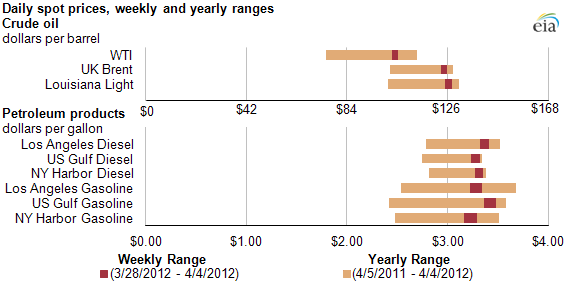 Daily spot prices, weekly and yearly ranges
Crude oil
dollars per barrel
eia
WTI
UK Brent
Louisiana Light
$0 $42 $84 $126 $168
Petroleum products
dollars per gallon
Los Angeles Diesel
US Gulf Diesel
NY Harbor Diesel
Los Angeles Gasoline
US Gulf Gasoline
NY Harbor Gasoline
$0.00 $1.00 $2.00 $3.00 $4.00
Weekly Range Yearly Range
(3/28/2012 - 4/4/2012) (4/5/2011 - 4/4/2012)